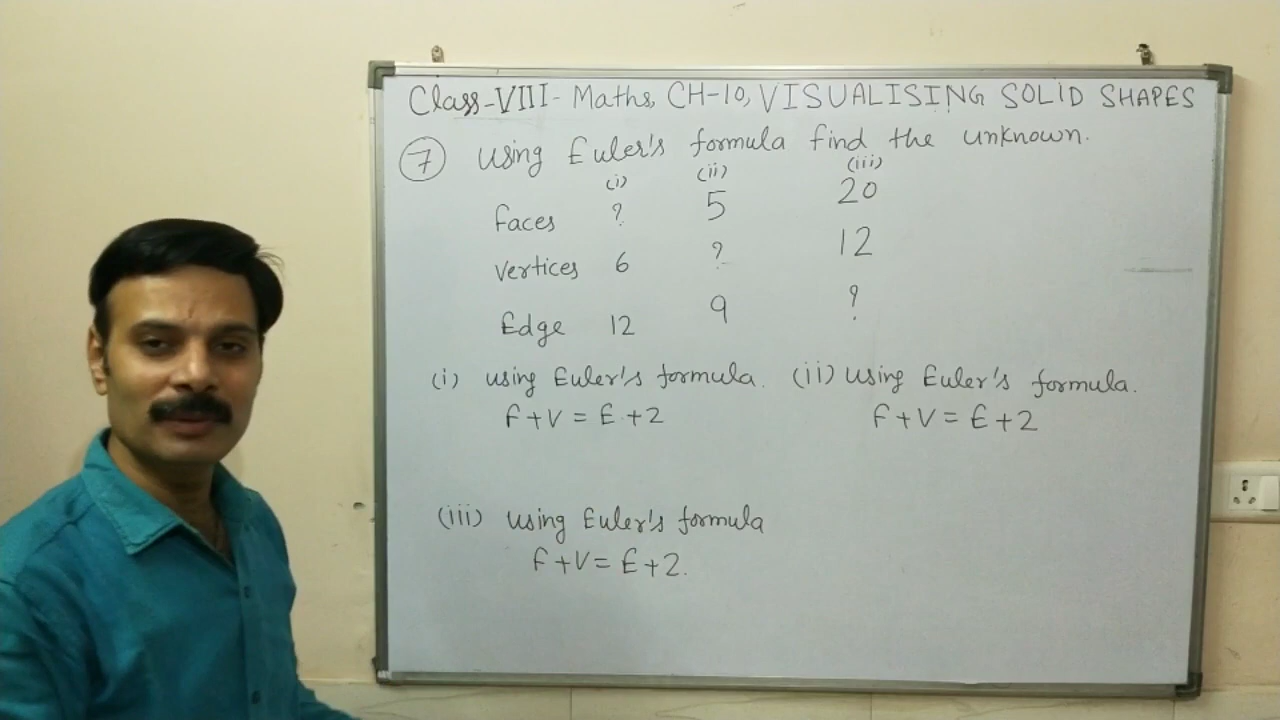 Class-VIII- Maths, CH-10, VISUALISING SOLID SHAPES
7 Using Euler's formula find the unknown.
(i) (ii) (iii)
faces ? 5 20
vertices 6 ? 12
Edge 12 9 ?
(i) using Euler's formula. (ii) using Euler's formula.
F+V = E+2 F+V = E+2
(iii) using Euler's formula
F+V = E+2.